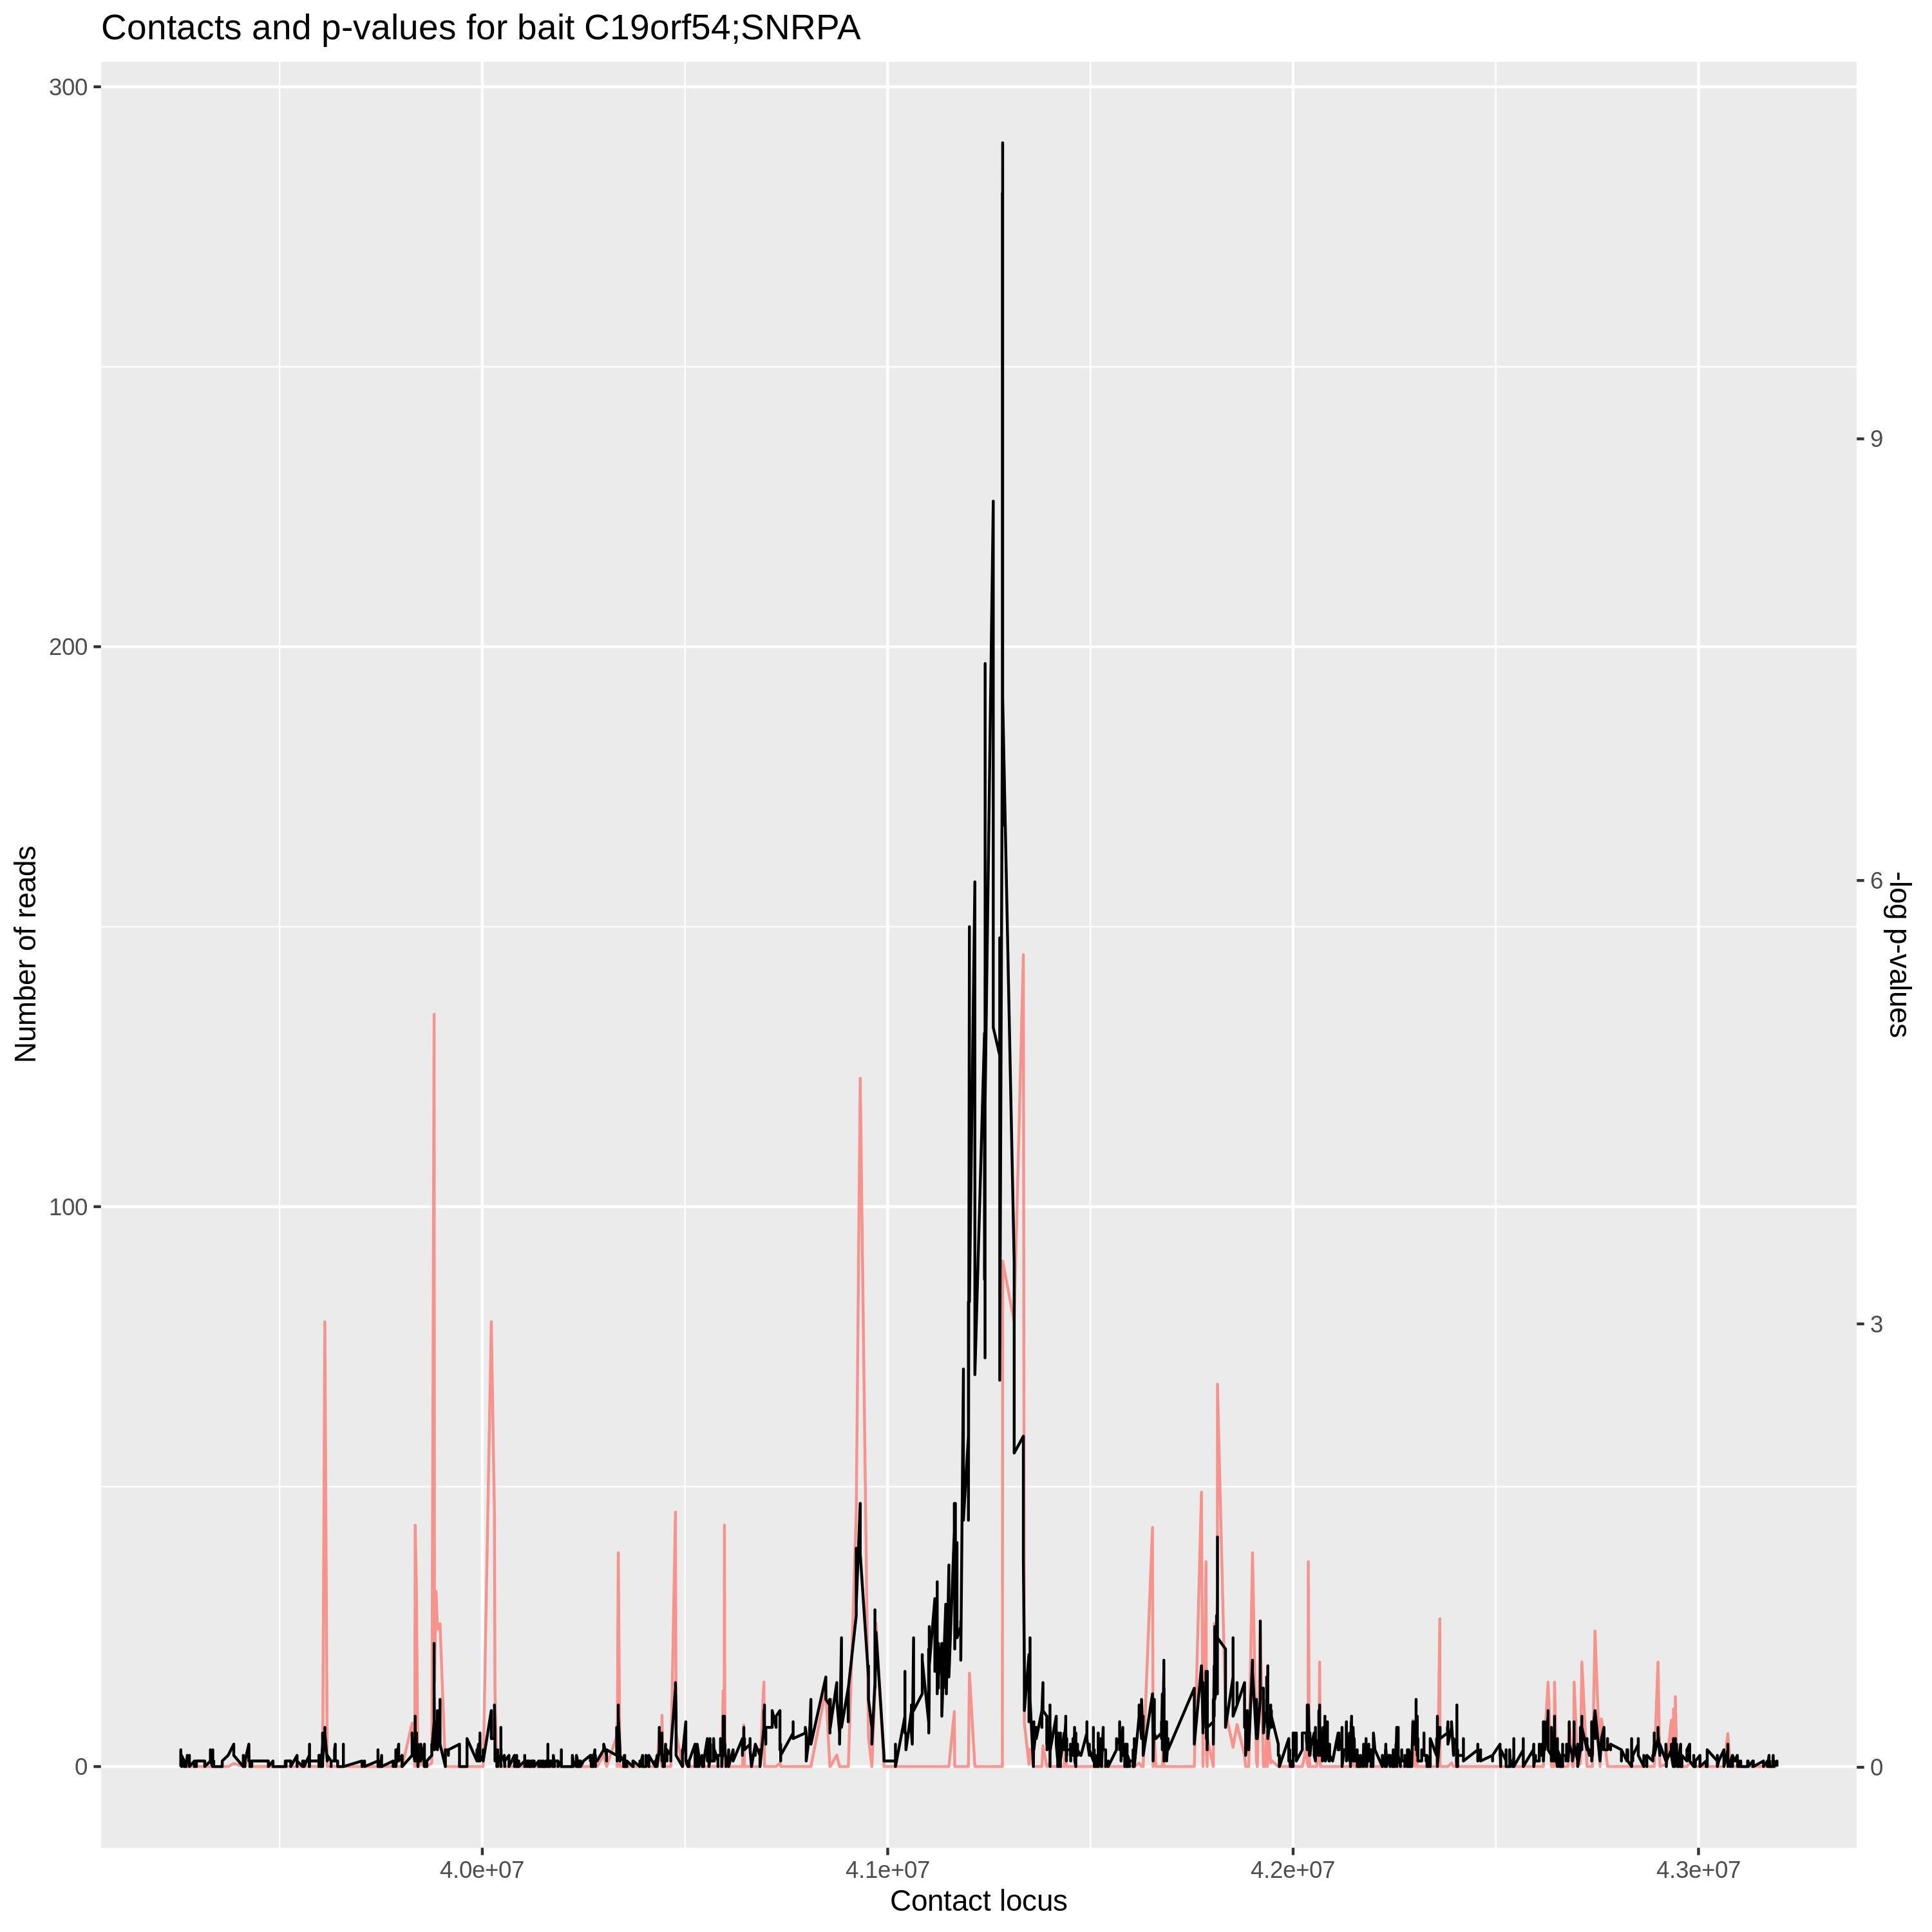 Contacts and p-values for bait C19orf54;SNRPA
300
200
100
0
Number of reads
9
6
3
0
-log p-values
4.0e+07
4.1e+07
4.2e+07
4.3e+07
Contact locus